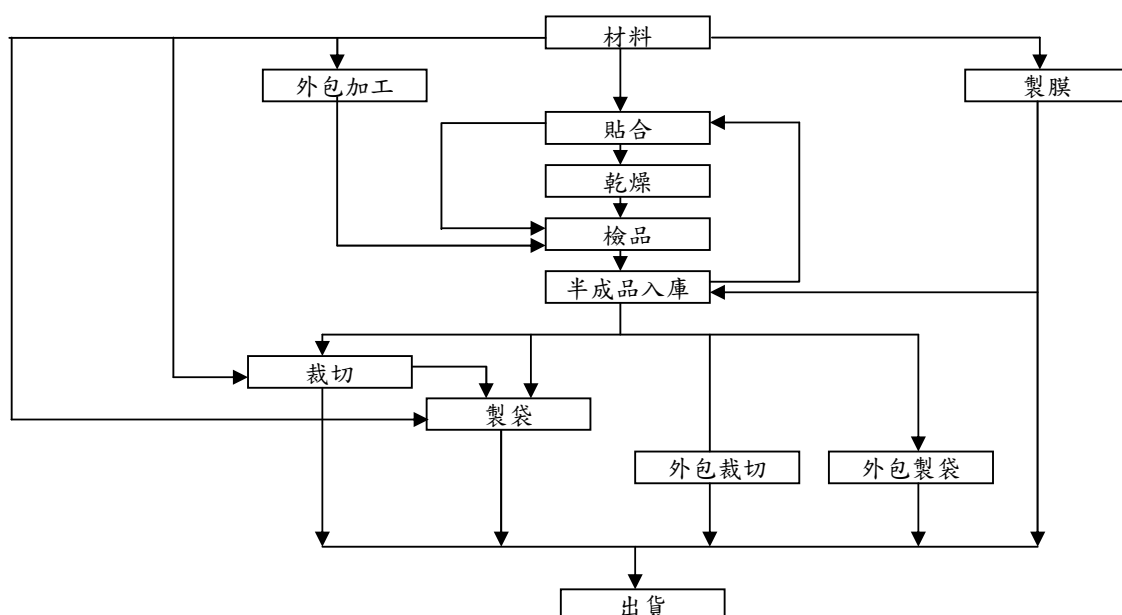 材料
外包加工
製膜
貼合
乾燥
檢品
半成品入庫
裁切
製袋
外包裁切
外包製袋
出貨